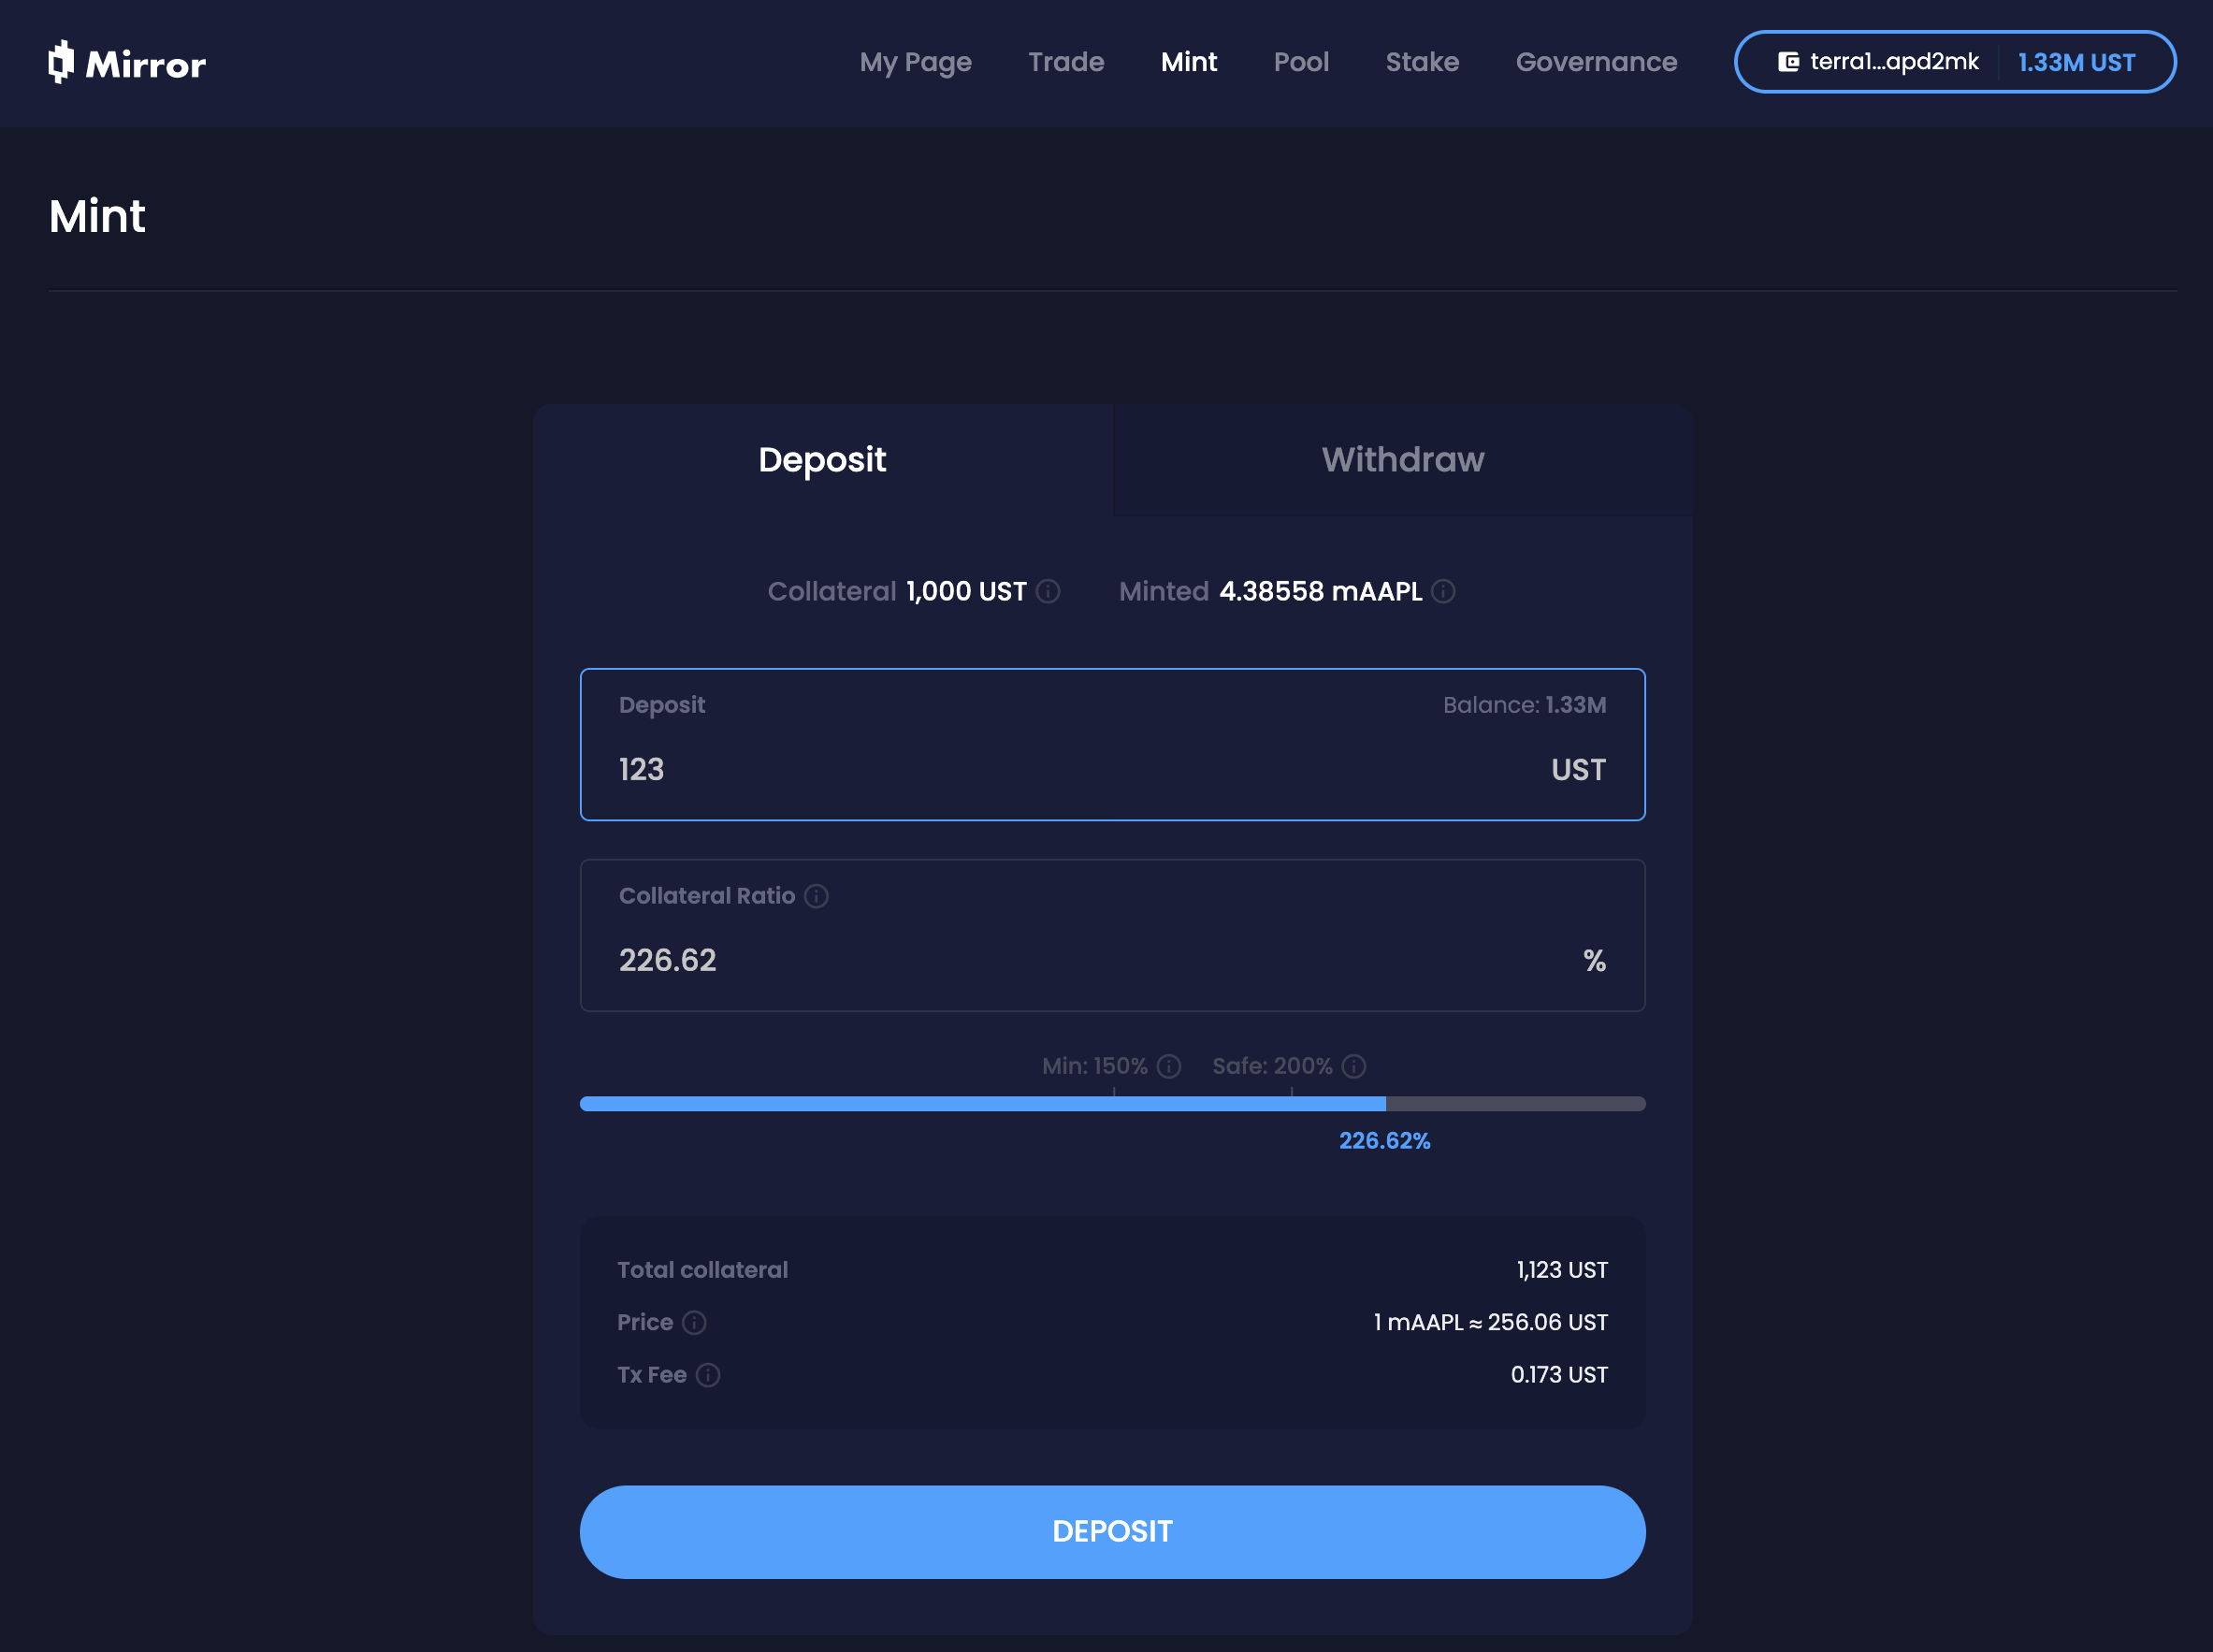 Mirror
My Page Trade Mint Pool Stake Governance terra1...apd2mk 1.33M UST
Mint
Deposit Withdraw
Collateral 1,000 UST Minted 4.38558 mAAPL
Deposit Balance: 1.33M
123 UST
Collateral Ratio
226.62 %
Min: 150% Safe: 200%
226.62%
Total collateral 1,123 UST
Price 1 mAAPL ≈ 256.06 UST
Tx Fee 0.173 UST
DEPOSIT